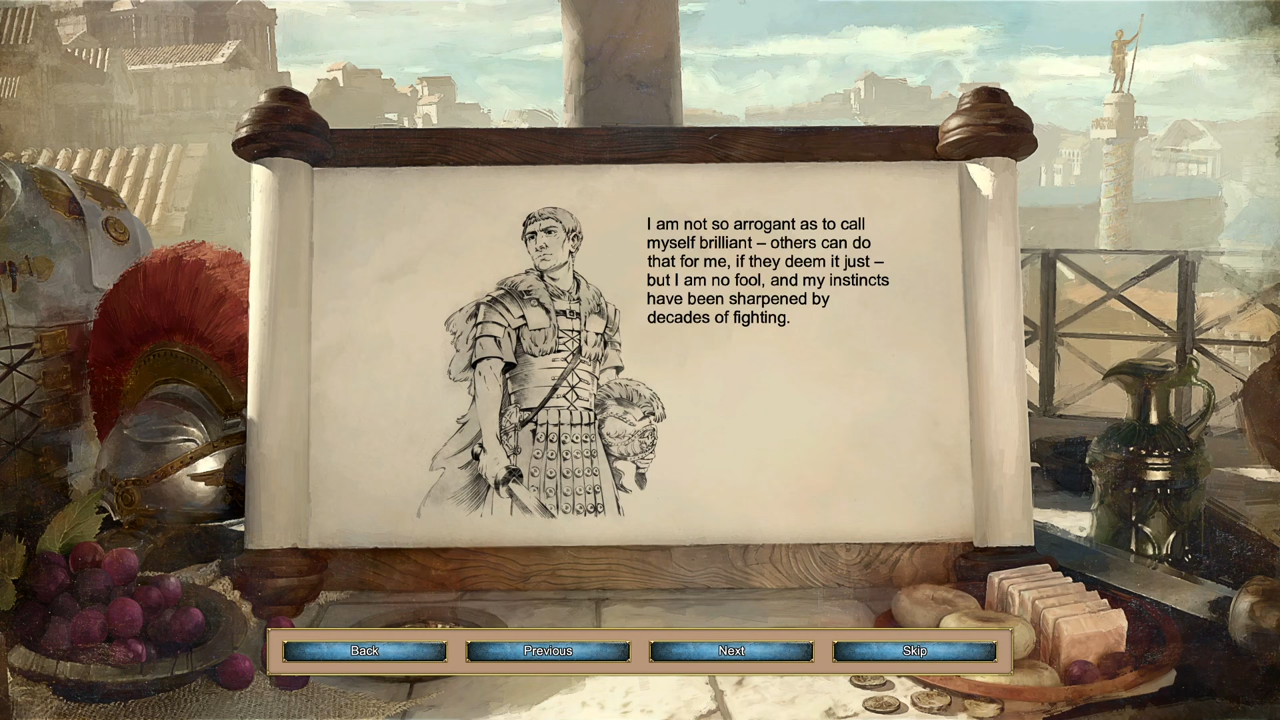 I am not so arrogant as to call
myself brilliant – others can do
that for me, if they deem it just –
but I am no fool, and my instincts
have been sharpened by
decades of fighting.
Back
Previous
Next
Skip